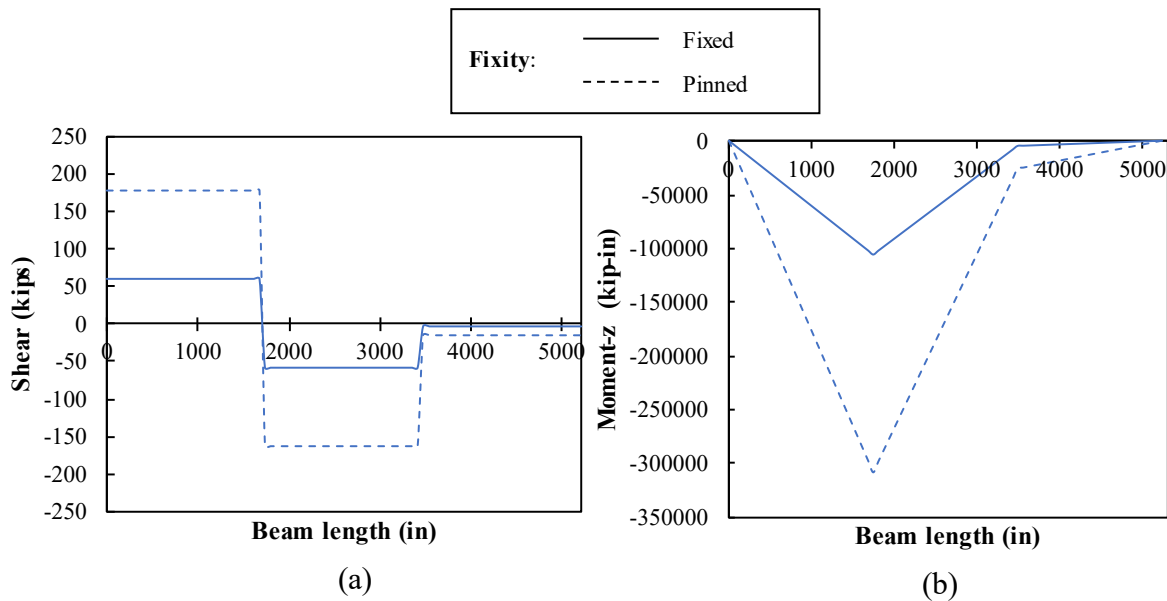 Fixity:
Fixed
Pinned
250
200
150
100
50
0
-50
-100
-150
-200
-250
0 1000 2000 3000 4000 5000
Shear (kips)
Beam length (in)
(a)
0
-50000
-100000
-150000
-200000
-250000
-300000
-350000
0 1000 2000 3000 4000 5000
Moment-z (kip-in)
Beam length (in)
(b)